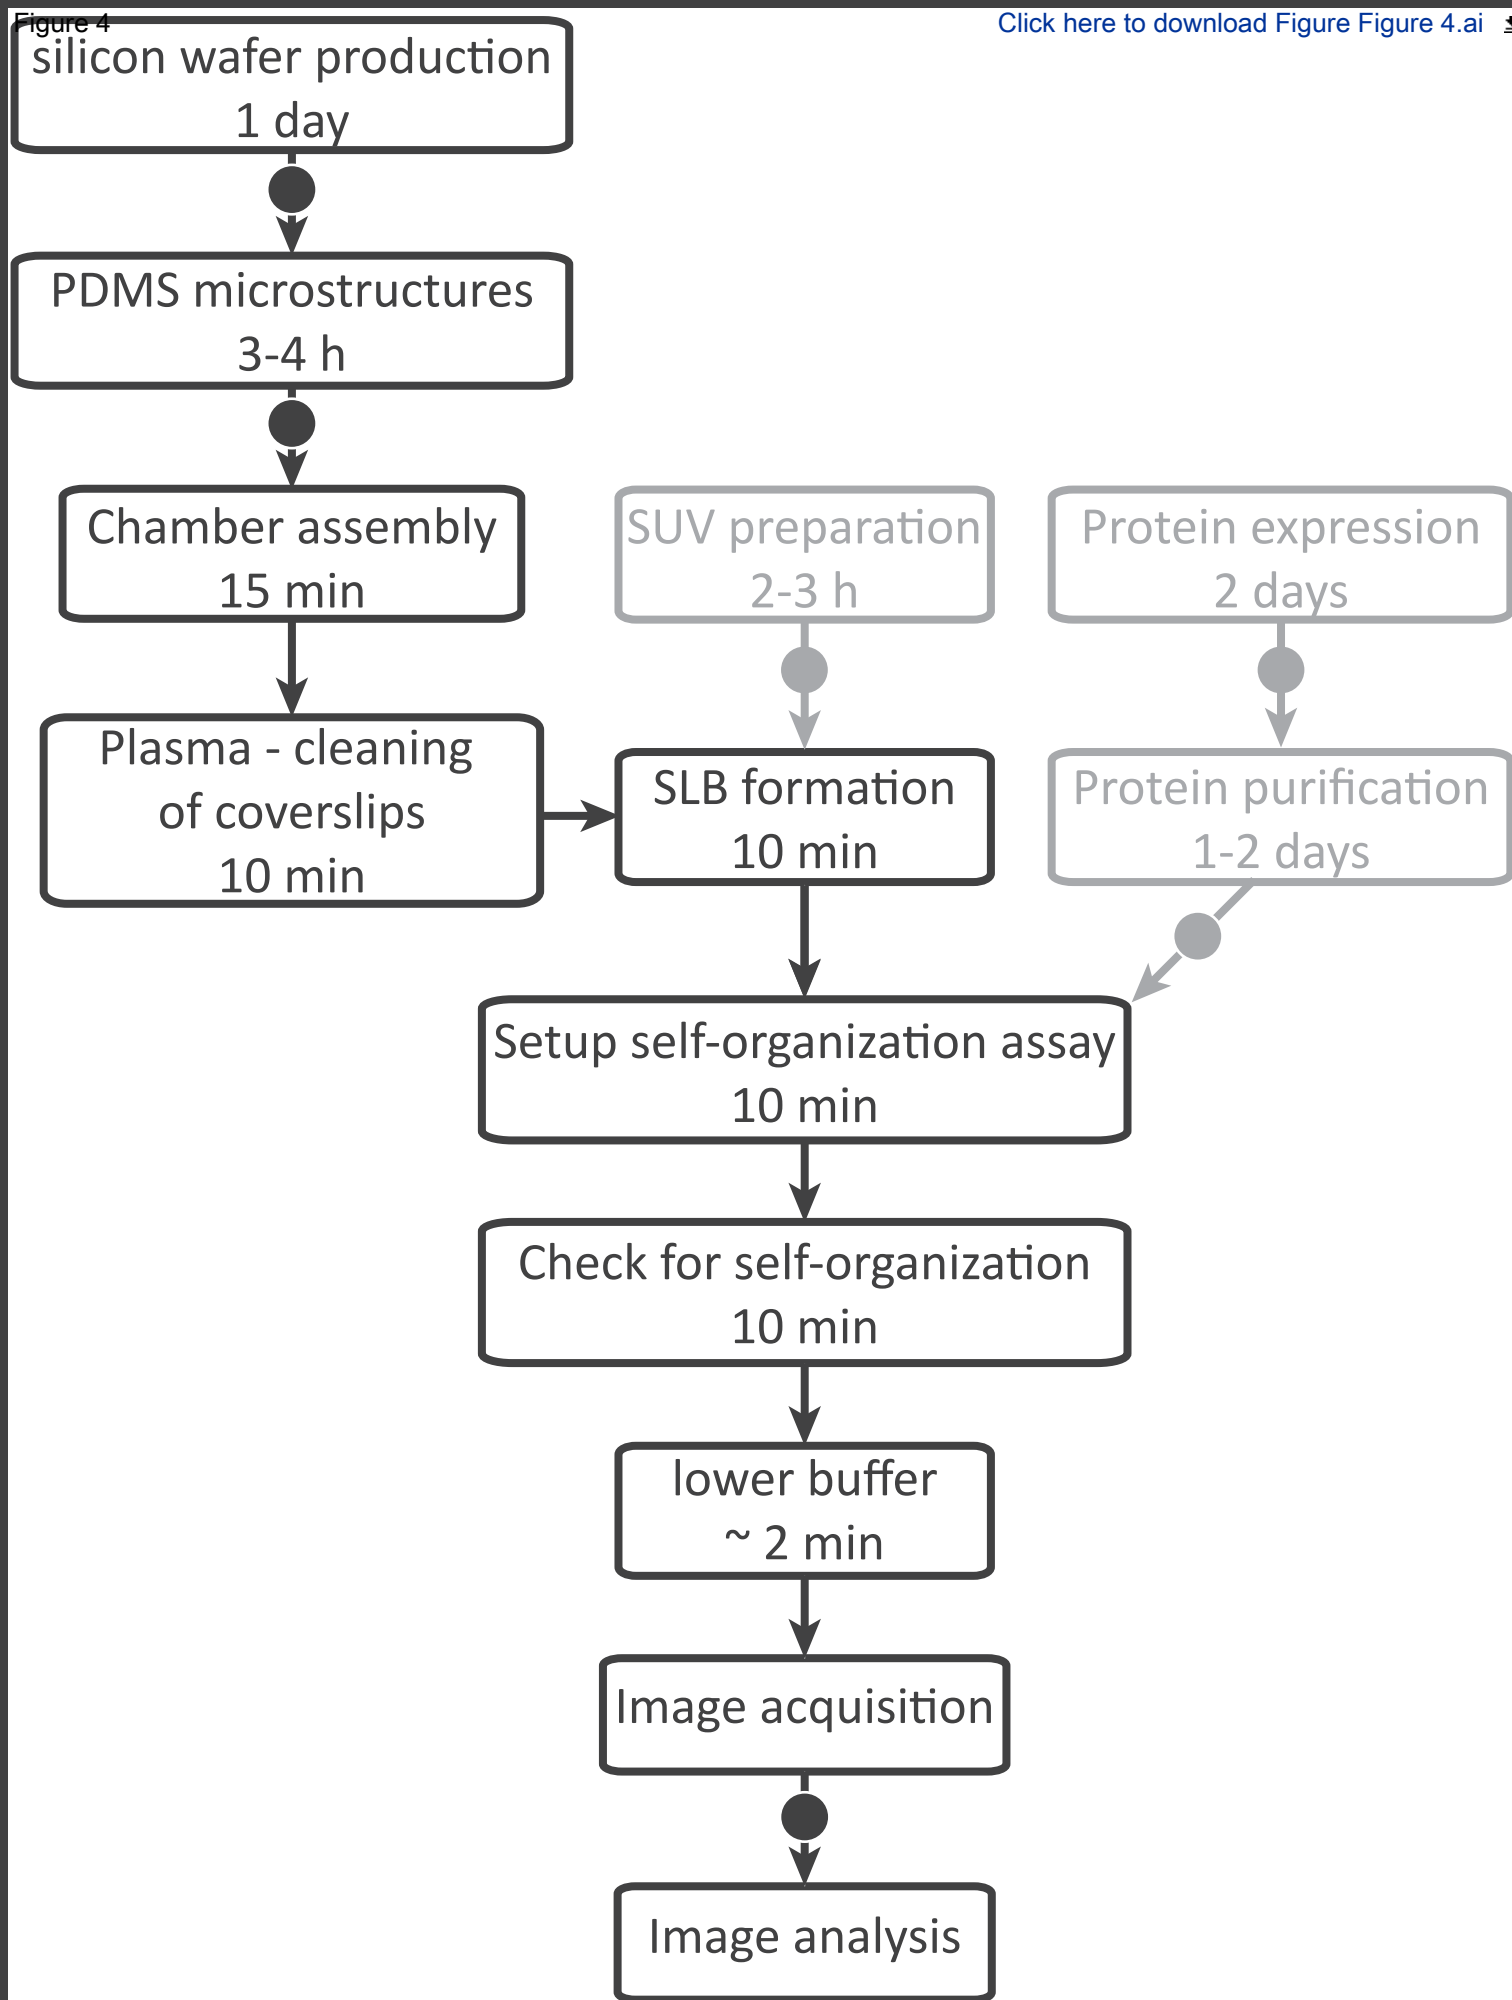 Figure 4
Click here to download Figure Figure 4.ai
silicon wafer production
1 day
PDMS microstructures
3-4 h
Chamber assembly
15 min
SUV preparation
2-3 h
Protein expression
2 days
Plasma - cleaning
of coverslips
10 min
SLB formation
10 min
Protein purification
1-2 days
Setup self-organization assay
10 min
Check for self-organization
10 min
lower buffer
~ 2 min
Image acquisition
Image analysis